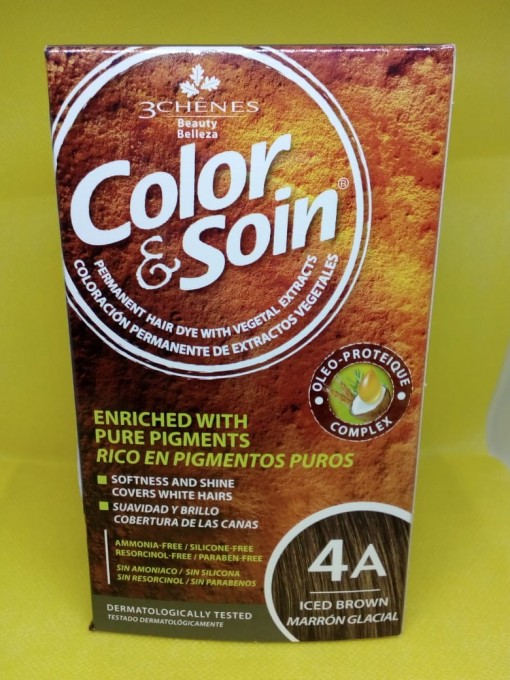 3CHÊNES
Beauty
Belleza
Color
& Soin®
PERMANENT HAIR DYE WITH VEGETAL EXTRACTS
COLORACIÓN PERMANENTE DE EXTRACTOS VEGETALES
OLEO-PROTEIQUE
COMPLEX
ENRICHED WITH
PURE PIGMENTS
RICO EN PIGMENTOS PUROS
SOFTNESS AND SHINE
COVERS WHITE HAIRS
SUAVIDAD Y BRILLO
COBERTURA DE LAS CANAS
AMMONIA-FREE / SILICONE-FREE
RESORCINOL-FREE / PARABEN-FREE
SIN AMONIACO / SIN SILICONA
SIN RESORCINOL / SIN PARABENOS
4A
ICED BROWN
MARRÓN GLACIAL
DERMATOLOGICALLY TESTED
TESTADO DERMATOLÓGICAMENTE